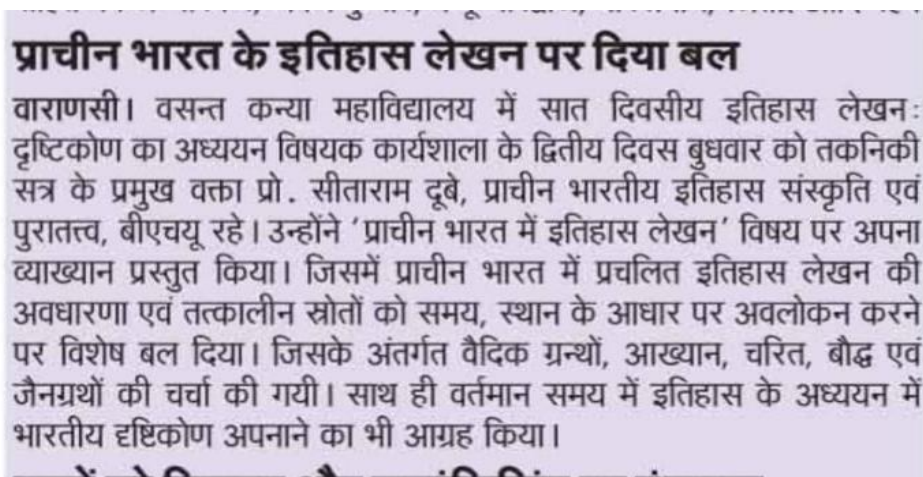 प्राचीन भारत के इतिहास लेखन पर दिया बल
वाराणसी। वसन्त कन्या महाविद्यालय में सात दिवसीय इतिहास लेखन:
दृष्टिकोण का अध्ययन विषयक कार्यशाला के द्वितीय दिवस बुधवार को तकनिकी
सत्र के प्रमुख वक्ता प्रो. सीताराम दूबे, प्राचीन भारतीय इतिहास संस्कृति एवं
पुरातत्त्व, बीएचयू रहे। उन्होंने 'प्राचीन भारत में इतिहास लेखन' विषय पर अपना
व्याख्यान प्रस्तुत किया। जिसमें प्राचीन भारत में प्रचलित इतिहास लेखन की
अवधारणा एवं तत्कालीन स्रोतों को समय, स्थान के आधार पर अवलोकन करने
पर विशेष बल दिया। जिसके अंतर्गत वैदिक ग्रन्थों, आख्यान, चरित, बौद्ध एवं
जैनग्रथों की चर्चा की गयी। साथ ही वर्तमान समय में इतिहास के अध्ययन में
भारतीय दृष्टिकोण अपनाने का भी आग्रह किया।